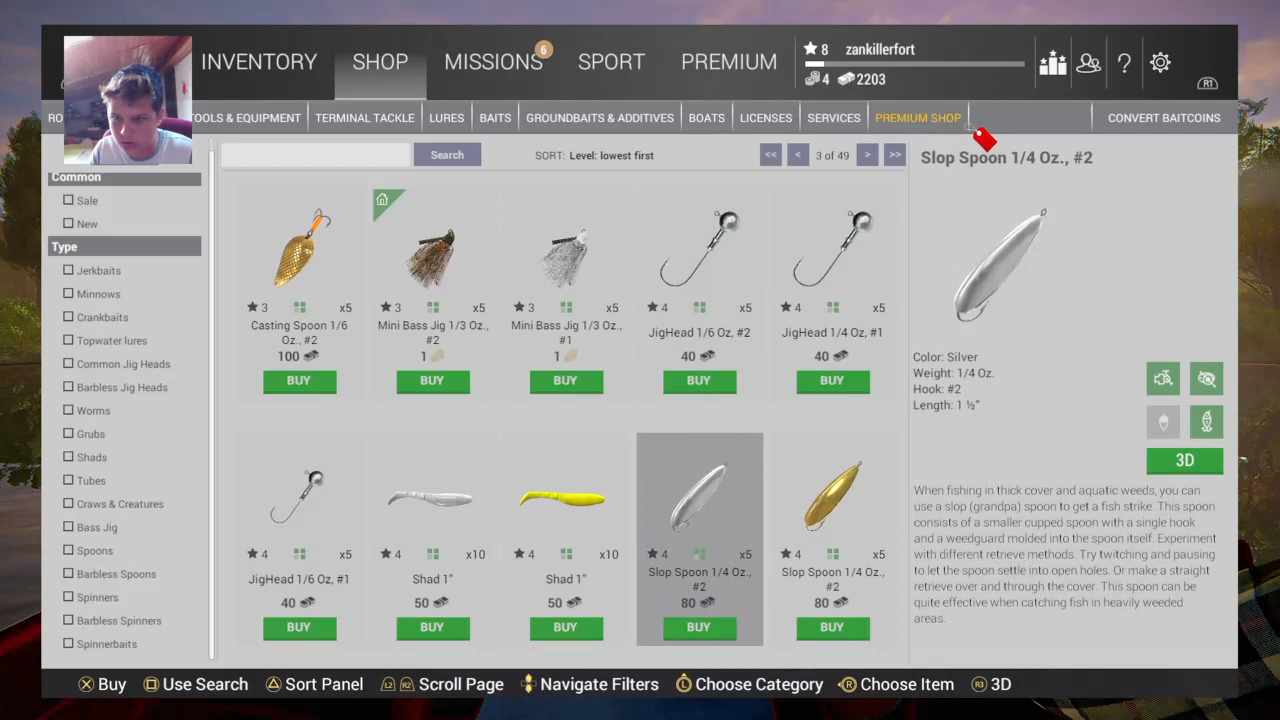 INVENTORY SHOP MISSIONS 6 SPORT PREMIUM
8 zankillerfort
4 2203
R1
RO TOOLS & EQUIPMENT TERMINAL TACKLE LURES BAITS GROUNDBAITS & ADDITIVES BOATS LICENSES SERVICES PREMIUM SHOP CONVERT BAITCOINS
Search SORT: Level: lowest first << < 3 of 49 > >>
Common
Sale
New
Type
Jerkbaits
Minnows
Crankbaits
Topwater lures
Common Jig Heads
Barbless Jig Heads
Worms
Grubs
Shads
Tubes
Craws & Creatures
Bass Jig
Spoons
Barbless Spoons
Spinners
Barbless Spinners
Spinnerbaits
3 x5 3 x5 3 x5 4 x5 4 x5
Casting Spoon 1/6 Oz., #2
100
BUY
Mini Bass Jig 1/3 Oz., #2
1
BUY
Mini Bass Jig 1/3 Oz., #1
1
BUY
JigHead 1/6 Oz, #2
40
BUY
JigHead 1/4 Oz, #1
40
BUY
4 x5 4 x10 4 x10 4 x5 4 x5
JigHead 1/6 Oz, #1
40
BUY
Shad 1"
50
BUY
Shad 1"
50
BUY
Slop Spoon 1/4 Oz., #2
80
BUY
Slop Spoon 1/4 Oz., #2
80
BUY
Slop Spoon 1/4 Oz., #2
Color: Silver
Weight: 1/4 Oz.
Hook: #2
Length: 1 ½"
3D
When fishing in thick cover and aquatic weeds, you can
use a slop (grandpa) spoon to get a fish strike. This spoon
consists of a smaller cupped spoon with a single hook
and a weedguard molded into the spoon itself. Experiment
with different retrieve methods. Try twitching and pausing
to let the spoon settle into open holes. Or make a straight
retrieve over and through the cover. This spoon can be
quite effective when catching fish in heavily weeded
areas.
Buy Use Search Sort Panel L2 R2 Scroll Page Navigate Filters L Choose Category R Choose Item R3 3D